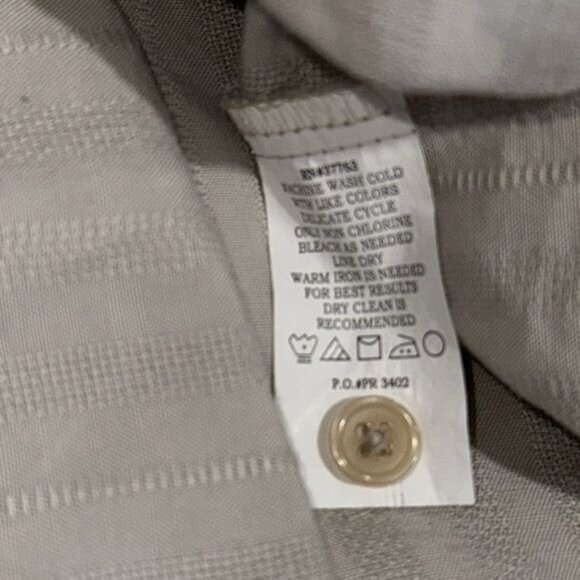 RN#37763
MACHINE WASH COLD
WITH LIKE COLORS
DELICATE CYCLE
ONLY NON CHLORINE
BLEACH AS NEEDED
LINE DRY
WARM IRON IS NEEDED
FOR BEST RESULTS
DRY CLEAN IS
RECOMMENDED
P.O.#PR 3402